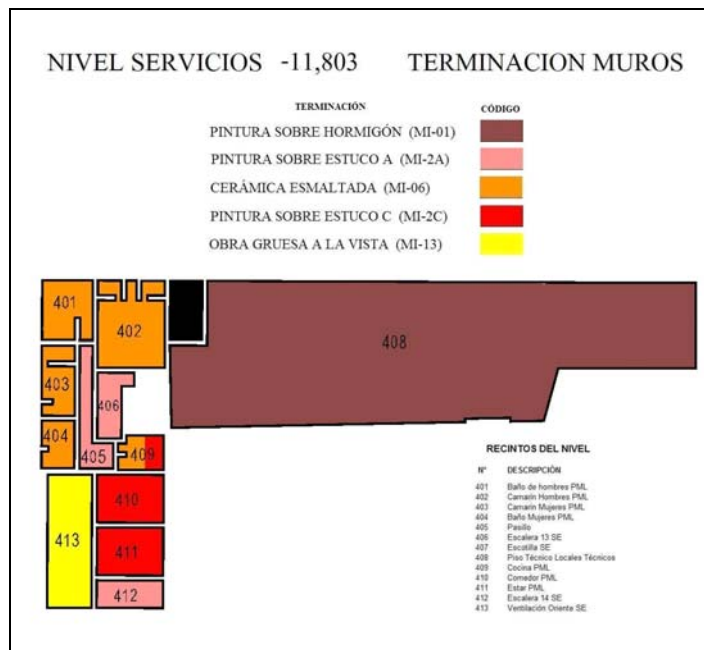 NIVEL SERVICIOS -11,803 TERMINACION MUROS
TERMINACIÓN CÓDIGO
PINTURA SOBRE HORMIGÓN (MI-01)
PINTURA SOBRE ESTUCO A (MI-2A)
CERÁMICA ESMALTADA (MI-06)
PINTURA SOBRE ESTUCO C (MI-2C)
OBRA GRUESA A LA VISTA (MI-13)
401
402
408
403
406
404
405
409
410
413
411
412
RECINTOS DEL NIVEL
Nº DESCRIPCIÓN
401 Baño de hombres PML
402 Camarín Hombres PML
403 Camarín Mujeres PML
404 Baño Mujeres PML
405 Pasillo
406 Escalera 13 SE
407 Escotilla SE
408 Piso Técnico Locales Técnicos
409 Cocina PML
410 Comedor PML
411 Estar PML
412 Escalera 14 SE
413 Ventilación Oriente SE